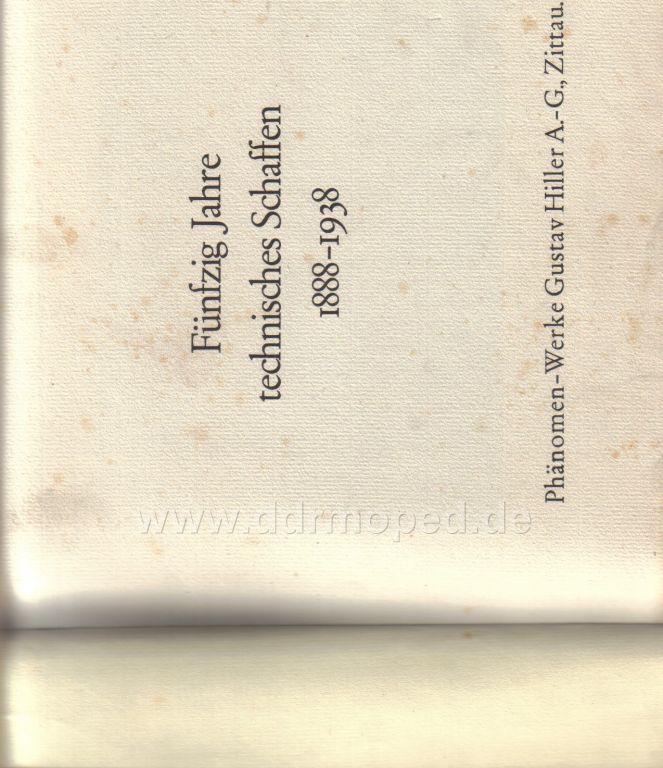 Fünfzig Jahre
technisches Schaffen
1888-1938
Phänomen-Werke Gustav Hiller A.-G., Zittau.
www.ddrmoped.de